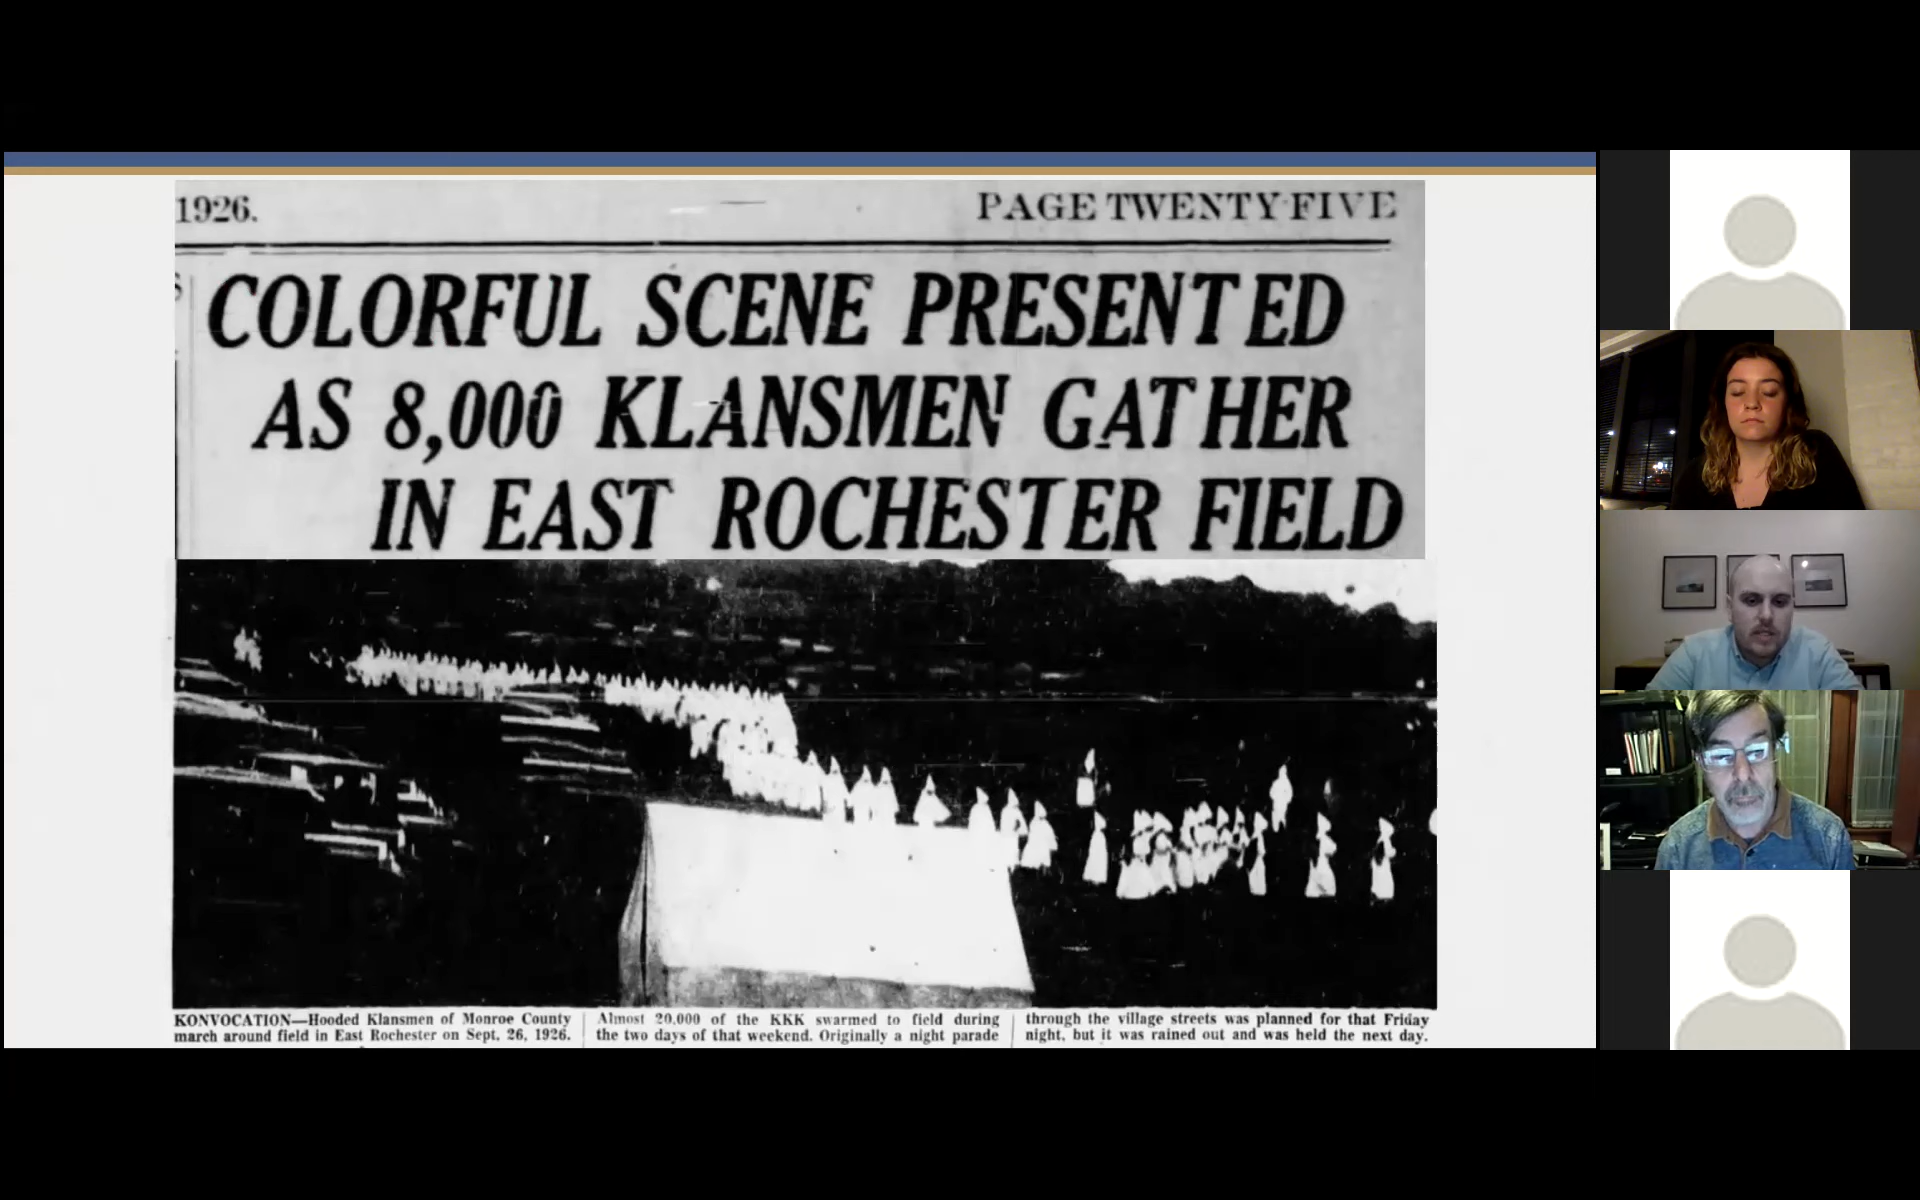 1926.
PAGE TWENTY-FIVE
COLORFUL SCENE PRESENTED
AS 8,000 KLANSMEN GATHER
IN EAST ROCHESTER FIELD
KONVOCATION—Hooded Klansmen of Monroe County
march around field in East Rochester on Sept. 26, 1926.
Almost 20,000 of the KKK swarmed to field during
the two days of that weekend. Originally a night parade
through the village streets was planned for that Friday
night, but it was rained out and was held the next day.